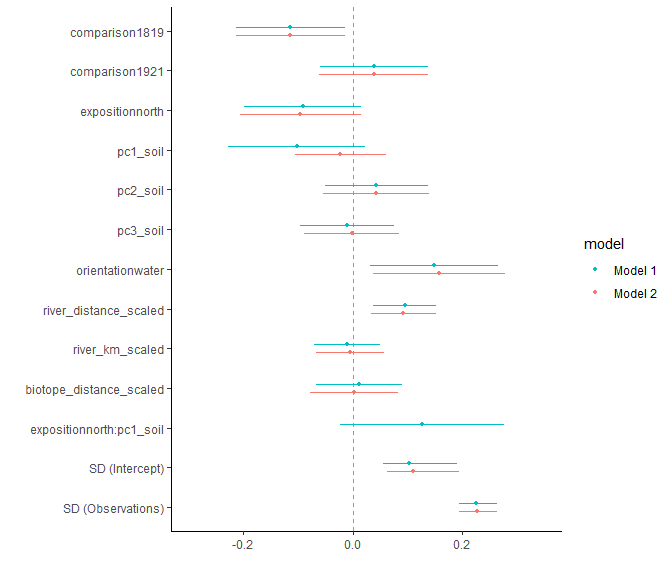 comparison1819
comparison1921
expositionnorth
pc1_soil
pc2_soil
pc3_soil
orientationwater
river_distance_scaled
river_km_scaled
biotope_distance_scaled
expositionnorth:pc1_soil
SD (Intercept)
SD (Observations)
-0.2 0.0 0.2
model
Model 1
Model 2